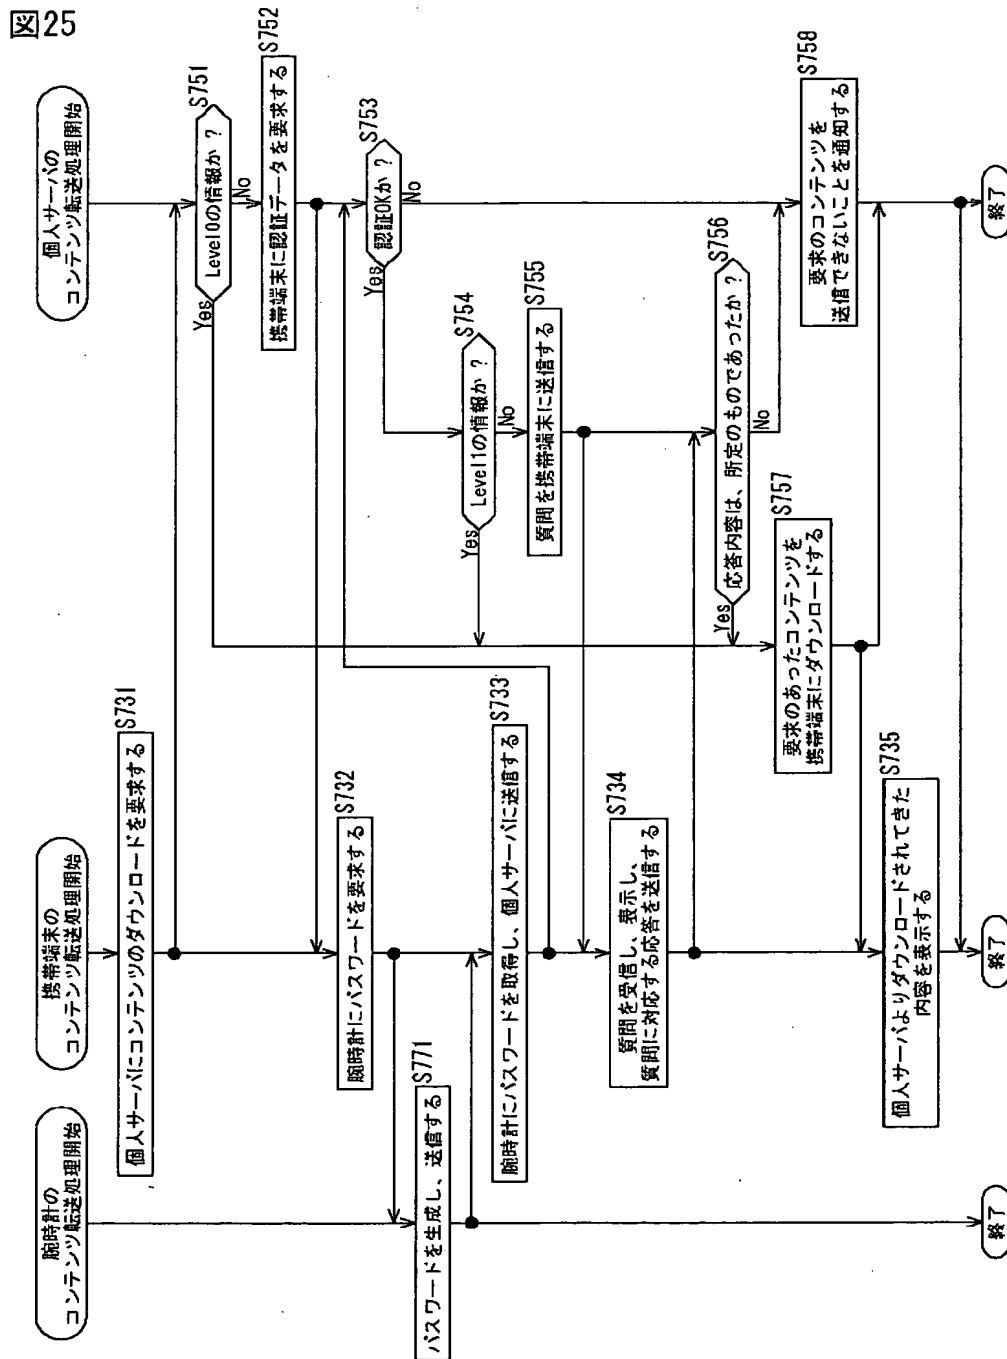 図25
腕時計の
コンテンツ転送処理開始
パスワードを生成し、送信する
S771
終了
携帯端末の
コンテンツ転送処理開始
個人サーバにコンテンツのダウンロードを要求する
S731
腕時計にパスワードを要求する
S732
腕時計にパスワードを取得し、個人サーバに送信する
S733
質問を受信し、表示し、
質問に対応する応答を送信する
S734
個人サーバよりダウンロードされてきた
内容を表示する
S735
終了
個人サーバの
コンテンツ転送処理開始
Level0の情報か？
S751
Yes
No
携帯端末に認証データを要求する
S752
認証OKか？
S753
Yes
No
Level1の情報か？
S754
Yes
No
質問を携帯端末に送信する
S755
応答内容は、所定のものであったか？
S756
Yes
No
要求のあったコンテンツを
携帯端末にダウンロードする
S757
要求のコンテンツを
送信できないことを通知する
S758
終了